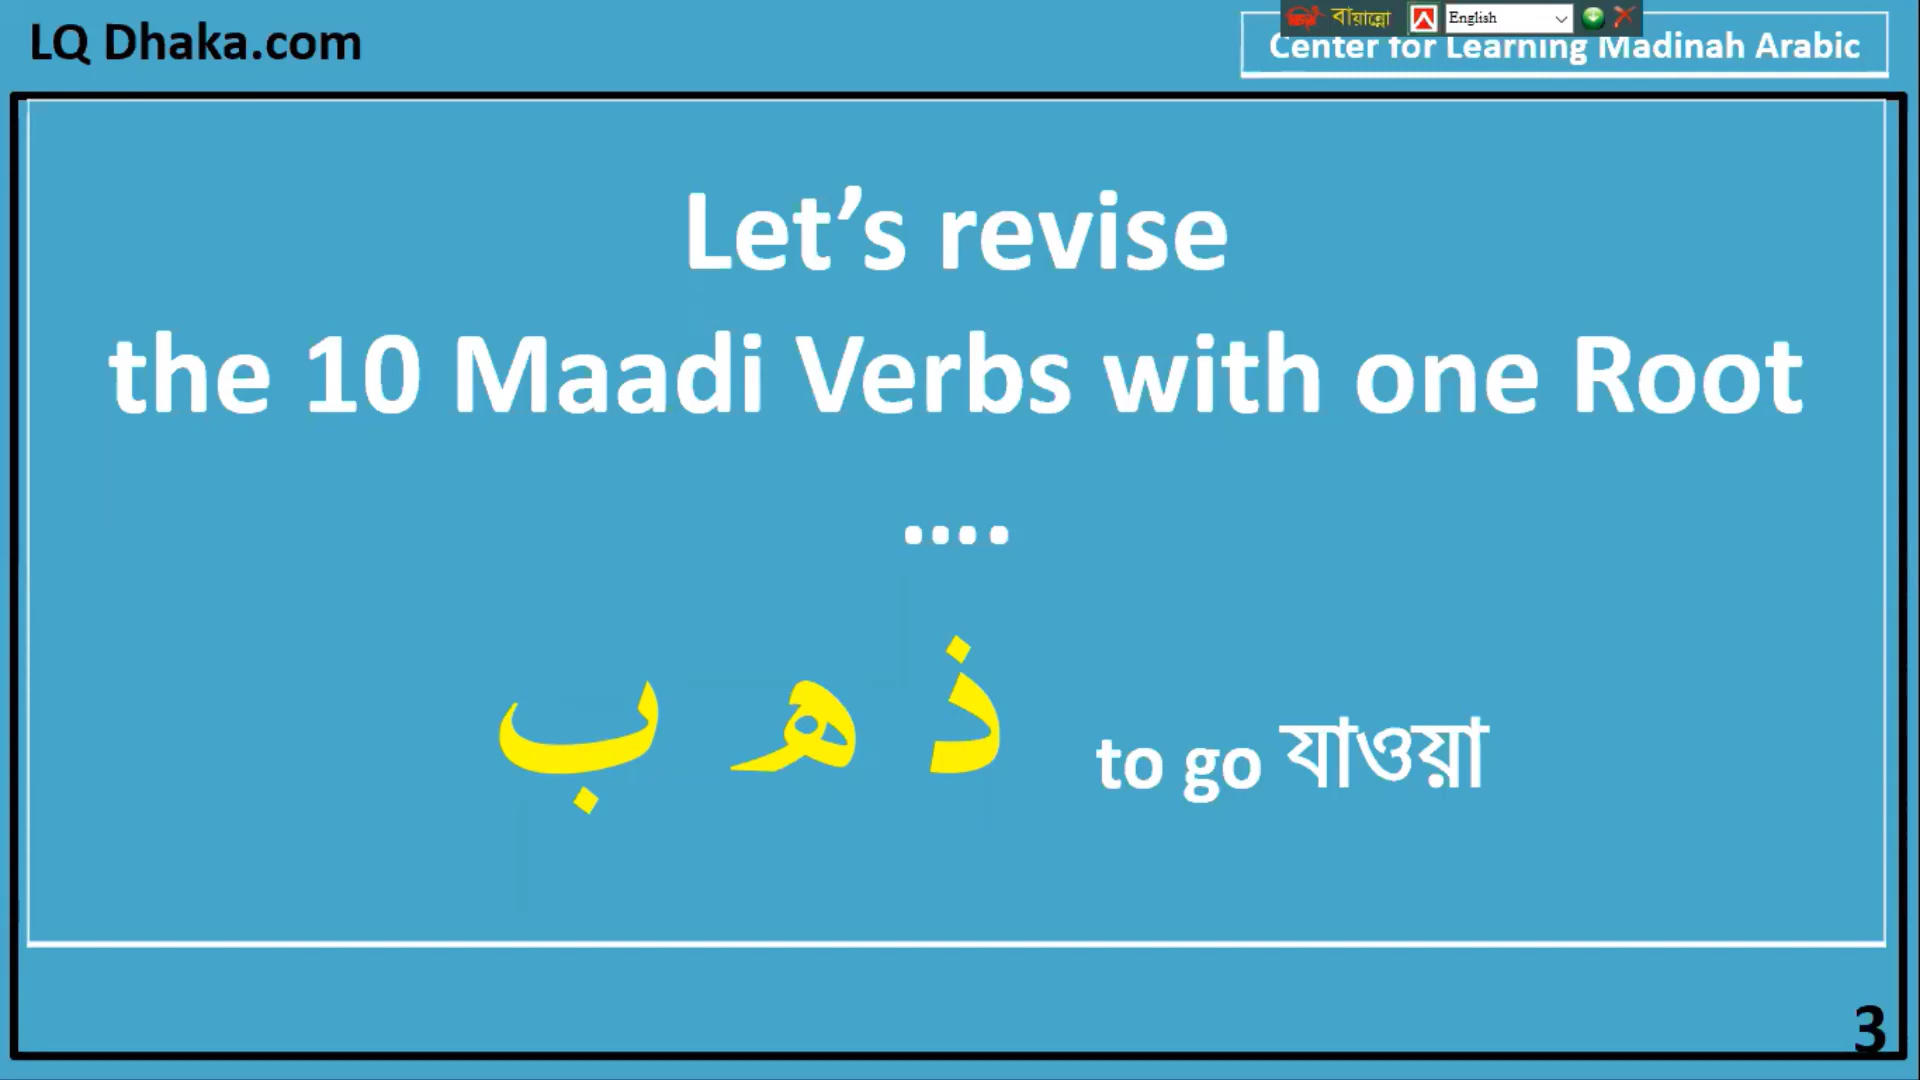 LQ Dhaka.com
বায়ান্নো
English
Center for Learning Madinah Arabic
Let’s revise
the 10 Maadi Verbs with one Root
....
ذ هـ ب to go যাওয়া
3